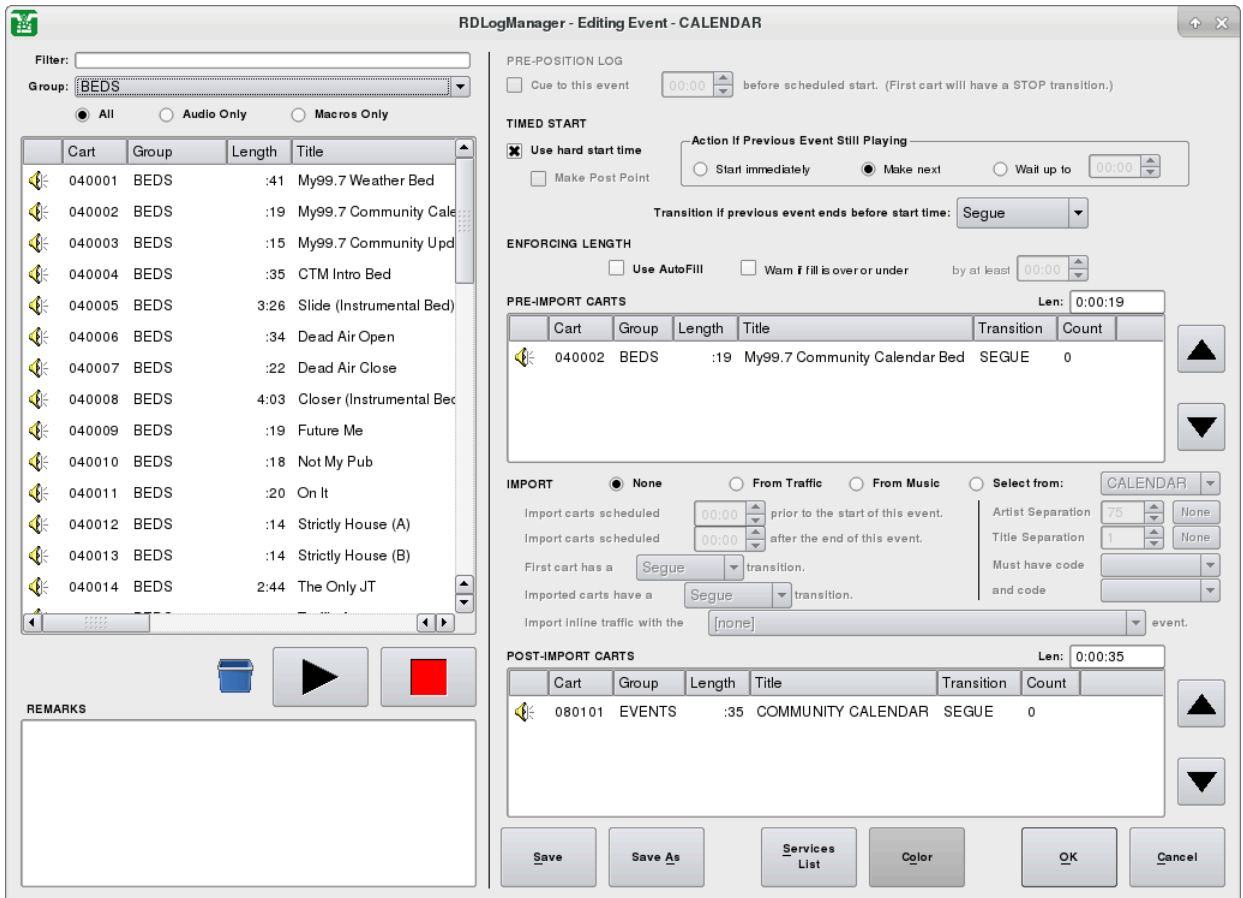 RDLogManager - Editing Event - CALENDAR
Filter:
Group: BEDS
All Audio Only Macros Only
Cart Group Length Title
040001 BEDS :41 My99.7 Weather Bed
040002 BEDS :19 My99.7 Community Cale
040003 BEDS :15 My99.7 Community Upd
040004 BEDS :35 CTM Intro Bed
040005 BEDS 3:26 Slide (Instrumental Bed)
040006 BEDS :34 Dead Air Open
040007 BEDS :22 Dead Air Close
040008 BEDS 4:03 Closer (Instrumental Bed
040009 BEDS :19 Future Me
040010 BEDS :18 Not My Pub
040011 BEDS :20 On It
040012 BEDS :14 Strictly House (A)
040013 BEDS :14 Strictly House (B)
040014 BEDS 2:44 The Only JT
REMARKS
PRE-POSITION LOG
Cue to this event 00:00 before scheduled start. (First cart will have a STOP transition.)
TIMED START
Use hard start time
Make Post Point
Action If Previous Event Still Playing
Start immediately Make next Wait up to 00:00
Transition if previous event ends before start time: Segue
ENFORCING LENGTH
Use AutoFill Warn if fill is over or under by at least 00:00
PRE-IMPORT CARTS Len: 0:00:19
Cart Group Length Title Transition Count
040002 BEDS :19 My99.7 Community Calendar Bed SEGUE 0
IMPORT None From Traffic From Music Select from: CALENDAR
Import carts scheduled 00:00 prior to the start of this event.
Import carts scheduled 00:00 after the end of this event.
First cart has a Segue transition.
Imported carts have a Segue transition.
Artist Separation 75 None
Title Separation 1 None
Must have code
and code
Import inline traffic with the [none] event.
POST-IMPORT CARTS Len: 0:00:35
Cart Group Length Title Transition Count
080101 EVENTS :35 COMMUNITY CALENDAR SEGUE 0
Save Save As Services List Color OK Cancel